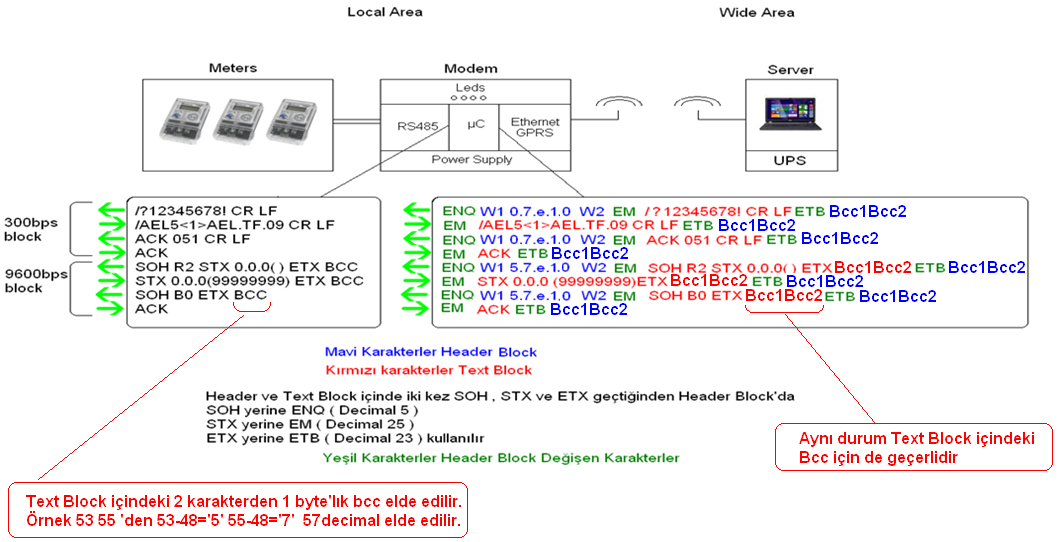 Local Area
Wide Area
Meters
Modem
Server
Leds
RS485
µC
Ethernet
GPRS
Power Supply
UPS
300bps
block
9600bps
block
/?12345678! CR LF
/AEL5<1>AEL.TF.09 CR LF
ACK 051 CR LF
ACK
SOH R2 STX 0.0.0( ) ETX BCC
STX 0.0.0(99999999) ETX BCC
SOH B0 ETX BCC
ACK
ENQ W1 0.7.e.1.0 W2 EM /?12345678! CR LF ETB Bcc1Bcc2
EM /AEL5<1>AEL.TF.09 CR LF ETB Bcc1Bcc2
ENQ W1 0.7.e.1.0 W2 EM ACK 051 CR LF ETB Bcc1Bcc2
EM ACK ETB Bcc1Bcc2
ENQ W1 5.7.e.1.0 W2 EM SOH R2 STX 0.0.0( ) ETX Bcc1Bcc2 ETB Bcc1Bcc2
EM STX 0.0.0 (99999999)ETX Bcc1Bcc2 ETB Bcc1Bcc2
ENQ W1 5.7.e.1.0 W2 EM SOH B0 ETX Bcc1Bcc2 ETB Bcc1Bcc2
EM ACK ETB Bcc1Bcc2
Mavi Karakterler Header Block
Kırmızı karakterler Text Block
Header ve Text Block içinde iki kez SOH , STX ve ETX geçtiğinden Header Block'da
SOH yerine ENQ ( Decimal 5 )
STX yerine EM ( Decimal 25 )
ETX yerine ETB ( Decimal 23 ) kullanılır
Yeşil Karakterler Header Block Değişen Karakterler
Aynı durum Text Block içindeki
Bcc için de geçerlidir
Text Block içindeki 2 karakterden 1 byte'lık bcc elde edilir.
Örnek 53 55 'den 53-48='5' 55-48='7' 57decimal elde edilir.